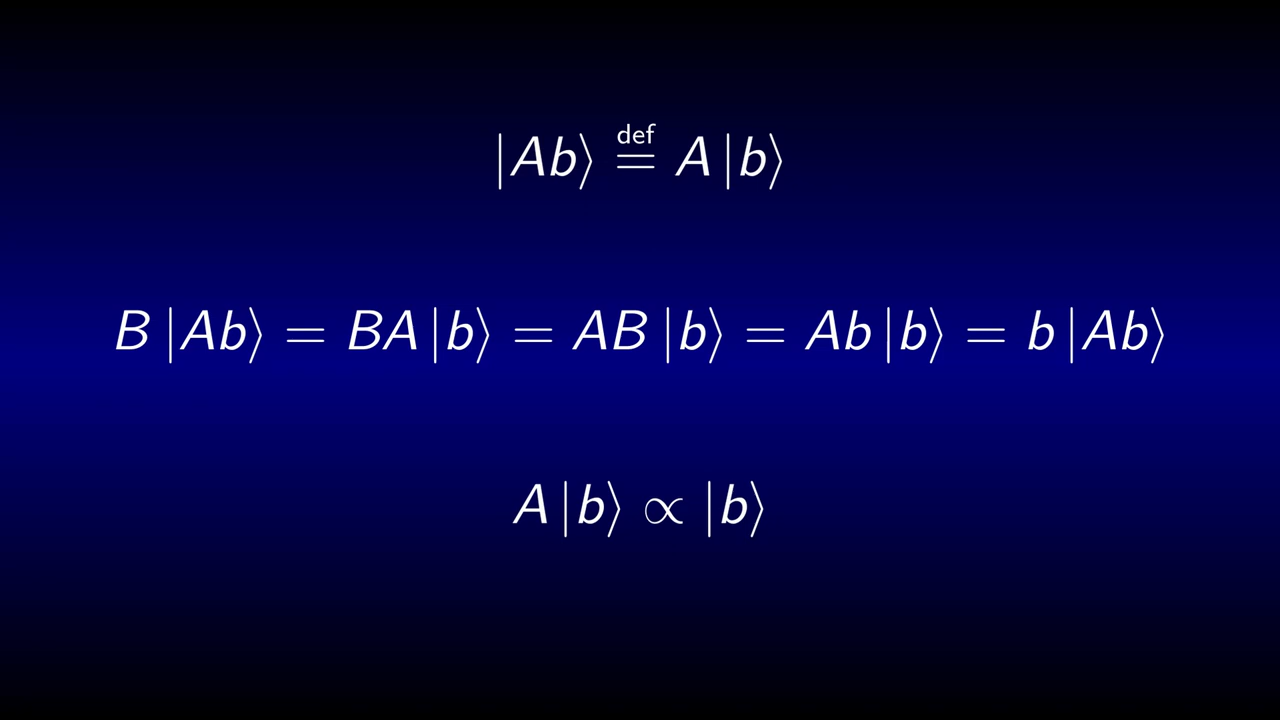 |Ab⟩ ≝ A|b⟩
B|Ab⟩ = BA|b⟩ = AB|b⟩ = Ab|b⟩ = b|Ab⟩
A|b⟩ ∝ |b⟩